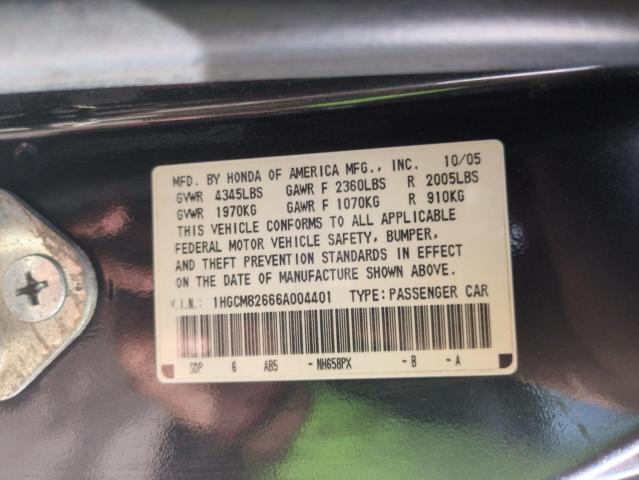 MFD. BY HONDA OF AMERICA MFG., INC. 10/05
GVWR 4345LBS GAWR F 2360LBS R 2005LBS
GVWR 1970KG GAWR F 1070KG R 910KG
THIS VEHICLE CONFORMS TO ALL APPLICABLE
FEDERAL MOTOR VEHICLE SAFETY, BUMPER,
AND THEFT PREVENTION STANDARDS IN EFFECT
ON THE DATE OF MANUFACTURE SHOWN ABOVE.
V.I.N.: 1HGCM82666A004401 TYPE:PASSENGER CAR
SDP 6 AB5 -NH658PX -B -A